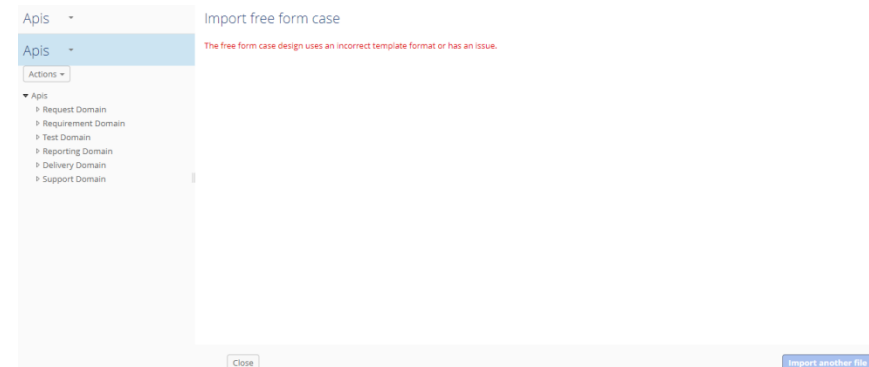 Apis
Import free form case
Apis
The free form case design uses an incorrect template format or has an issue.
Actions
Apis
Request Domain
Requirement Domain
Test Domain
Reporting Domain
Delivery Domain
Support Domain
Close
Import another file